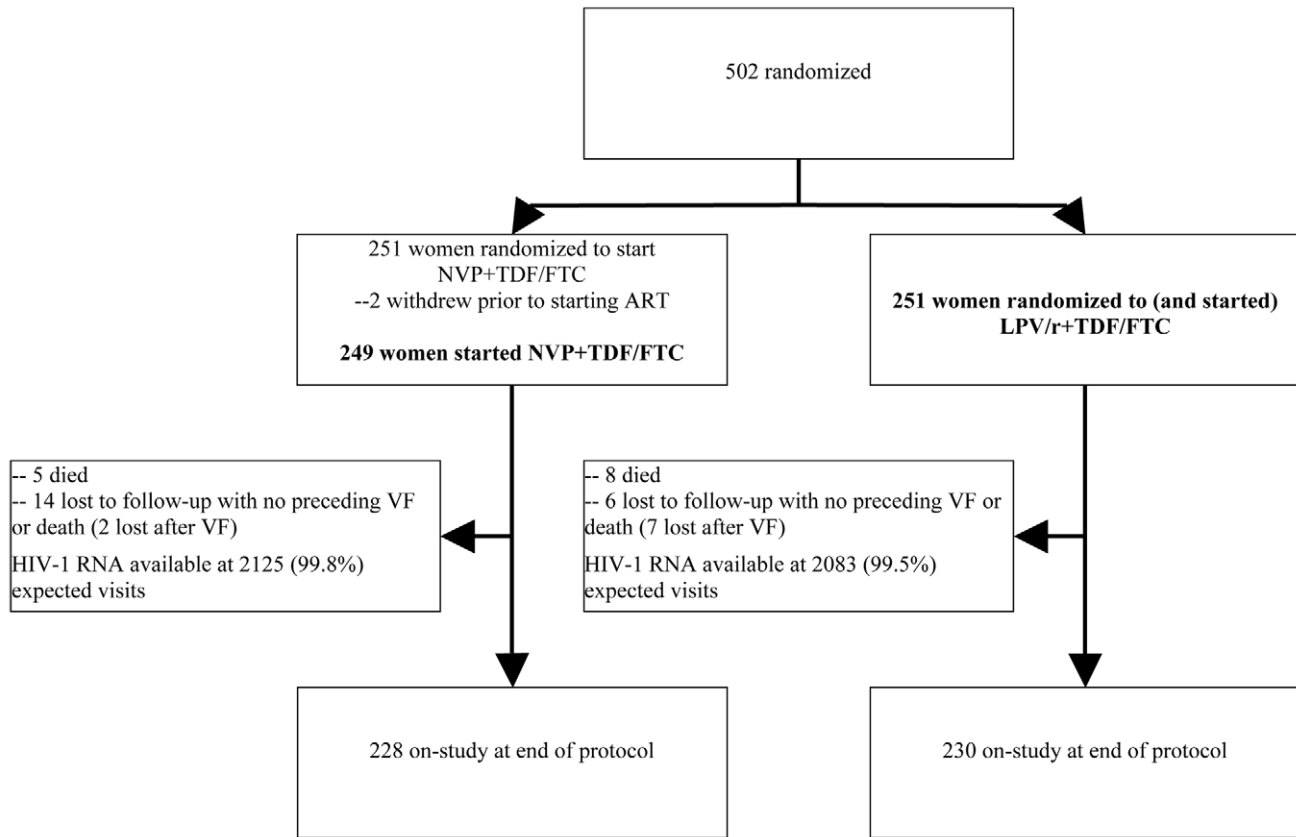 502 randomized
251 women randomized to start
NVP+TDF/FTC
--2 withdrew prior to starting ART
249 women started NVP+TDF/FTC
251 women randomized to (and started)
LPV/r+TDF/FTC
-- 5 died
-- 14 lost to follow-up with no preceding VF
or death (2 lost after VF)
HIV-1 RNA available at 2125 (99.8%)
expected visits
-- 8 died
-- 6 lost to follow-up with no preceding VF or
death (7 lost after VF)
HIV-1 RNA available at 2083 (99.5%)
expected visits
228 on-study at end of protocol
230 on-study at end of protocol